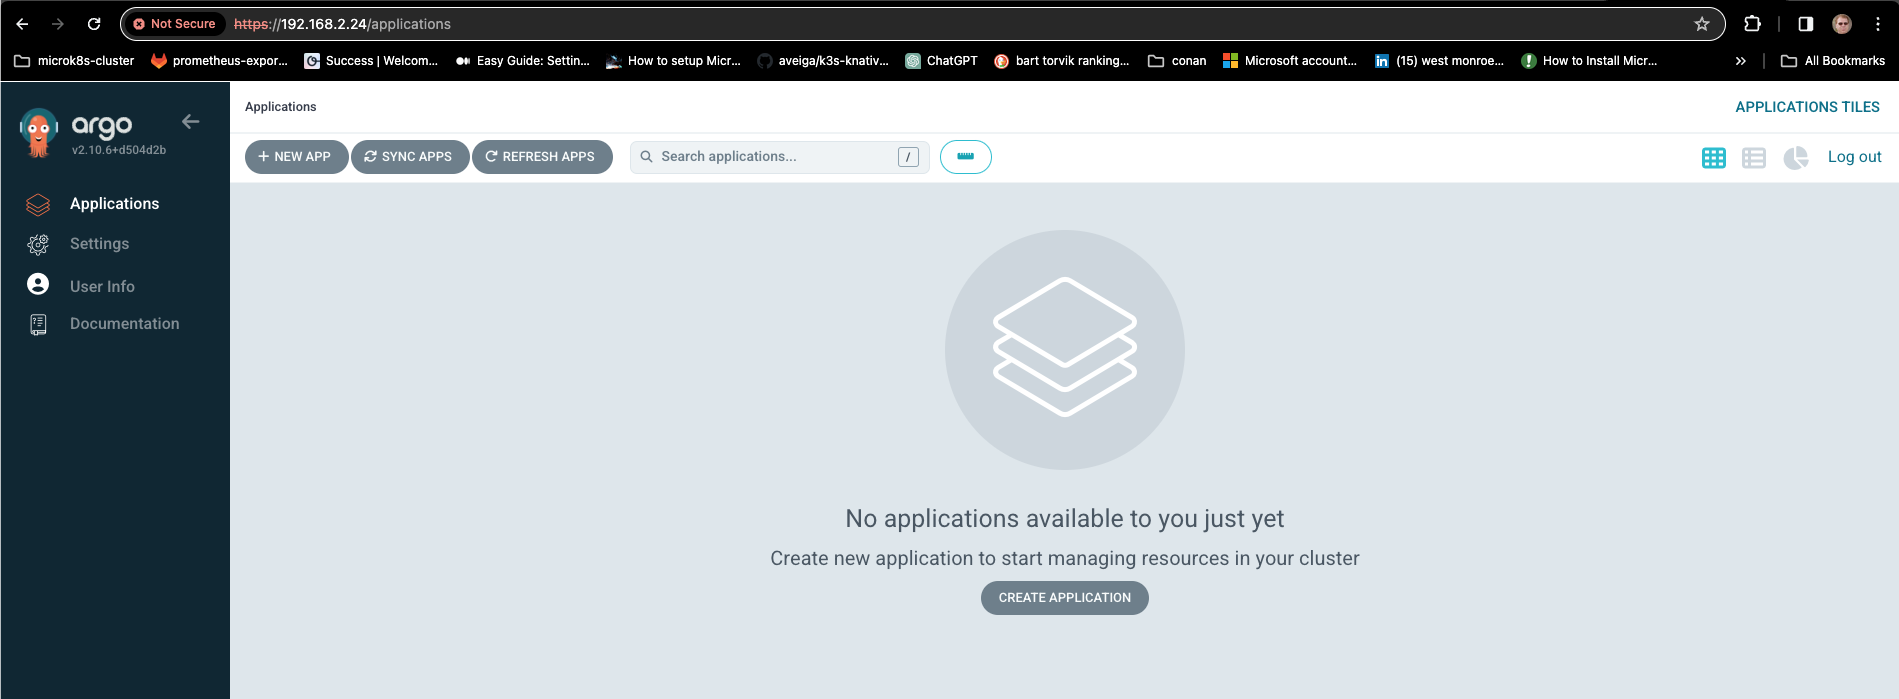 Not Secure https://192.168.2.24/applications
microk8s-cluster prometheus-expor... Success | Welcom... Easy Guide: Settin... How to setup Micr... aveiga/k3s-knativ... ChatGPT bart torvik ranking... conan Microsoft account... (15) west monroe... How to Install Micr... » All Bookmarks
argo
v2.10.6+d504d2b
Applications
Settings
User Info
Documentation
Applications APPLICATIONS TILES
+ NEW APP SYNC APPS REFRESH APPS Search applications... / Log out
No applications available to you just yet
Create new application to start managing resources in your cluster
CREATE APPLICATION